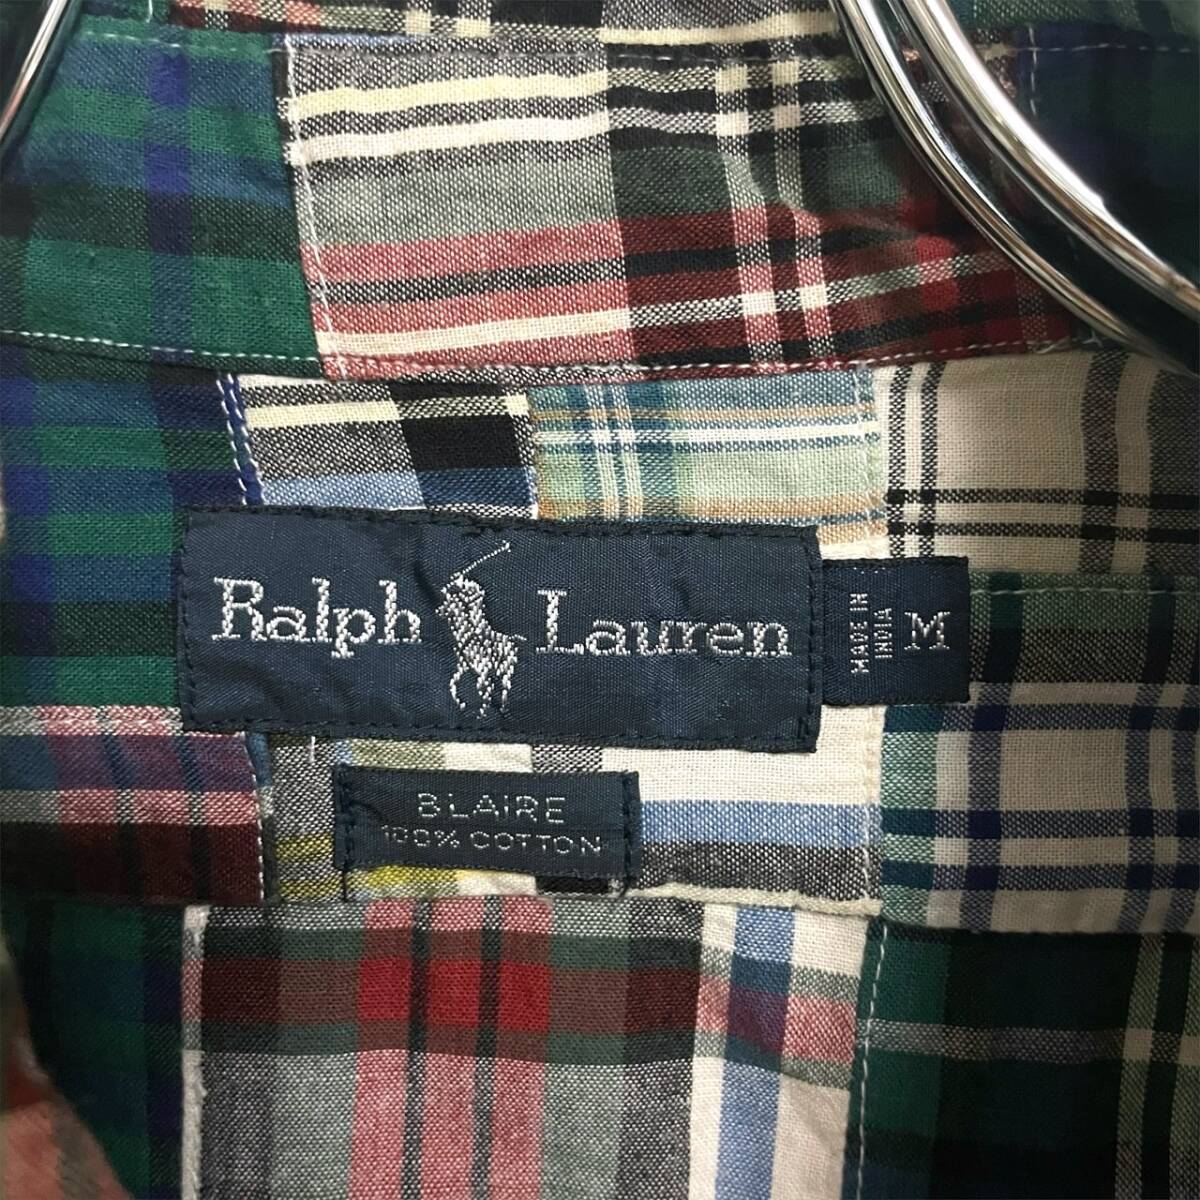 Ralph Lauren
MADE IN
INDIA
M
BLAIRE
100% COTTON